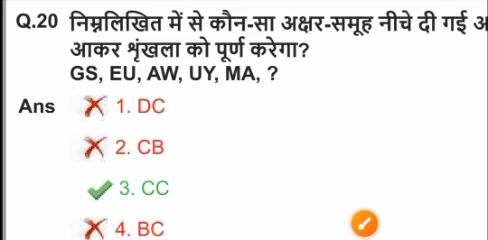 Q.20 निम्नलिखित में से कौन-सा अक्षर-समूह नीचे दी गई
आकर शृंखला को पूर्ण करेगा?
GS, EU, AW, UY, MA, ?
Ans 1. DC
2. CB
3. CC
4. BC